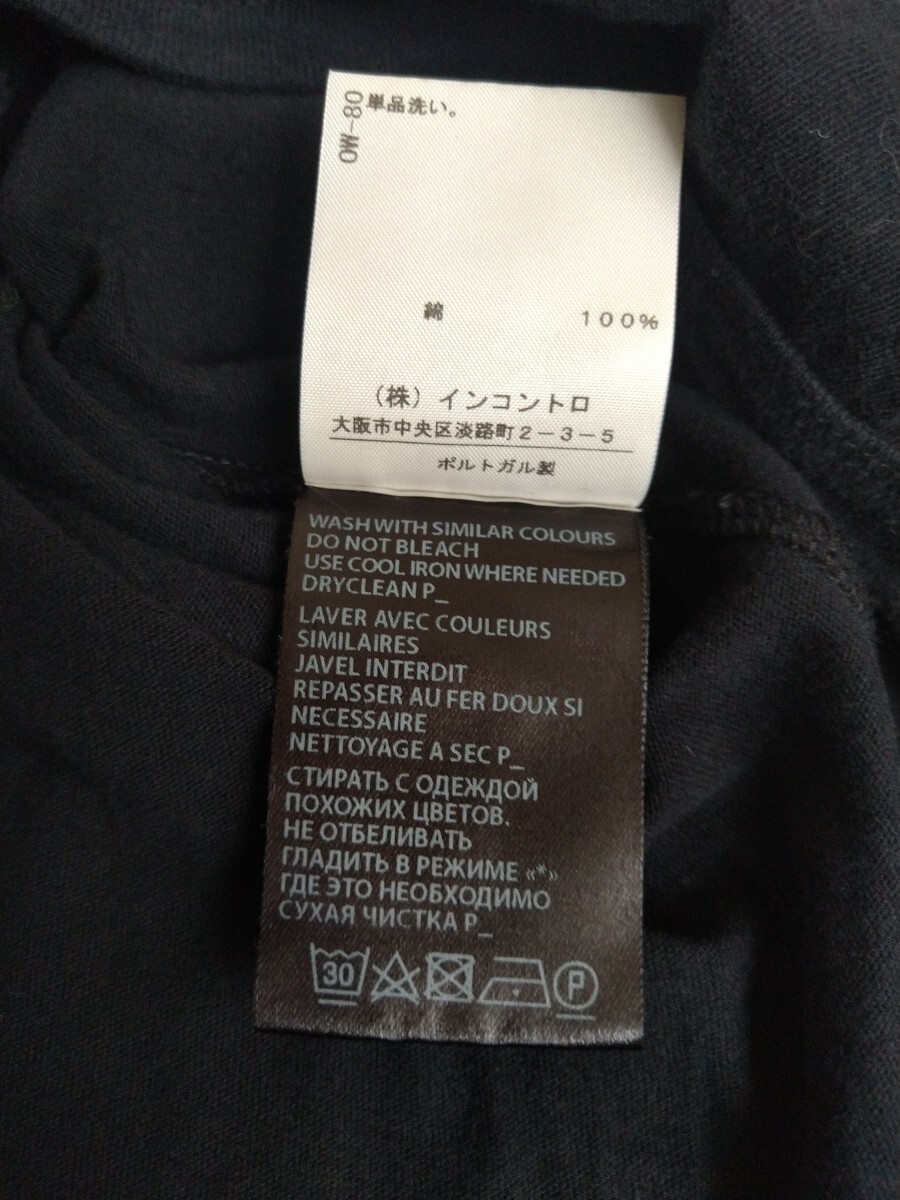 OW-80
単品洗い。
綿 100%
(株)インコントロ
大阪市中央区淡路町2-3-5
ポルトガル製
WASH WITH SIMILAR COLOURS
DO NOT BLEACH
USE COOL IRON WHERE NEEDED
DRYCLEAN P_
LAVER AVEC COULEURS
SIMILAIRES
JAVEL INTERDIT
REPASSER AU FER DOUX SI
NECESSAIRE
NETTOYAGE A SEC P_
СТИРАТЬ С ОДЕЖДОЙ
ПОХОЖИХ ЦВЕТОВ.
НЕ ОТБЕЛИВАТЬ
ГЛАДИТЬ В РЕЖИМЕ «*»
ГДЕ ЭТО НЕОБХОДИМО
СУХАЯ ЧИСТКА P_
30 P